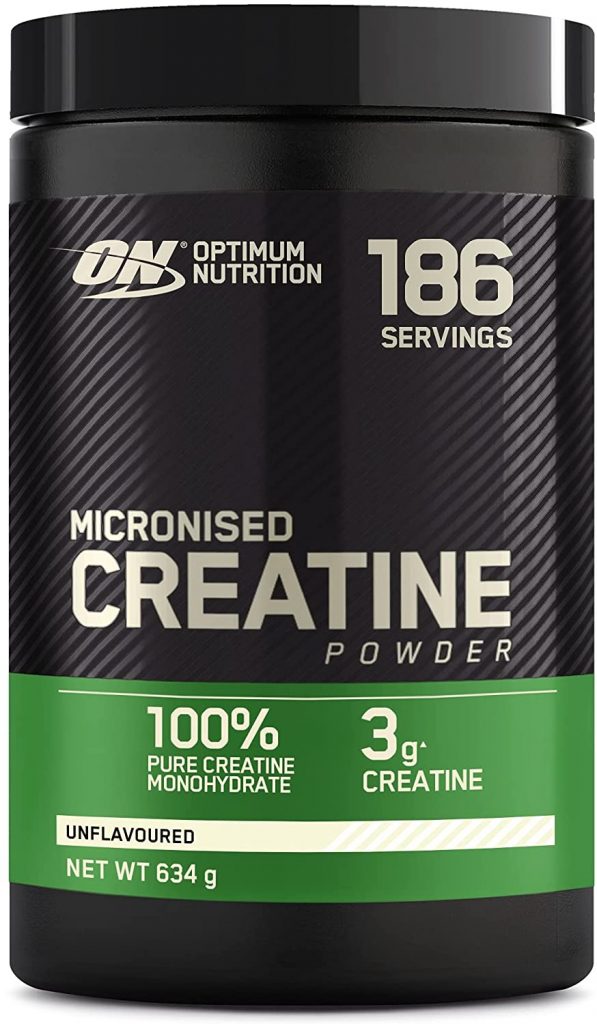 ON® OPTIMUM
NUTRITION
186
SERVINGS
MICRONISED
CREATINE
POWDER
100%
PURE CREATINE
MONOHYDRATE
3g▲
CREATINE
UNFLAVOURED
NET WT 634 g